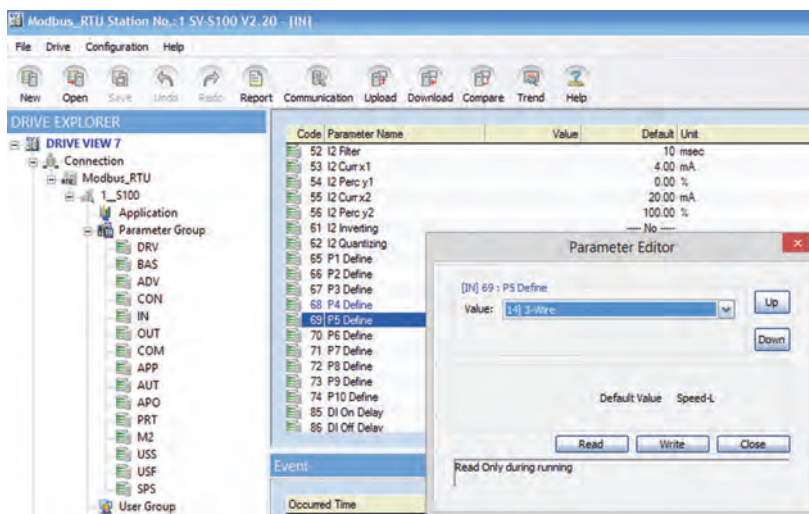 Modbus_RTU Station No.: 1 SV-S100 V2.20 - [IN]
File Drive Configuration Help
New Open Save Undo Redo Report Communication Upload Download Compare Trend Help
DRIVE EXPLORER
DRIVE VIEW 7
Connection
Modbus_RTU
1_S100
Application
Parameter Group
DRV
BAS
ADV
CON
IN
OUT
COM
APP
AUT
APO
PRT
M2
USS
USF
SPS
User Group
Code Parameter Name Value Default Unit
52 I2 Filter 10 msec
53 I2 Curr x1 4.00 mA
54 I2 Perc y1 0.00 %
55 I2 Curr x2 20.00 mA
56 I2 Perc y2 100.00 %
61 I2 Inverting ---- No ----
62 I2 Quantizing
65 P1 Define
66 P2 Define
67 P3 Define
68 P4 Define
69 P5 Define
70 P6 Define
71 P7 Define
72 P8 Define
73 P9 Define
74 P10 Define
85 DI On Delay
86 DI Off Delay
Event
Occurred Time
Parameter Editor
[IN] 69 : P5 Define
Value: 14] 3-Wire
Up
Down
Default Value Speed-L
Read Write Close
Read Only during running